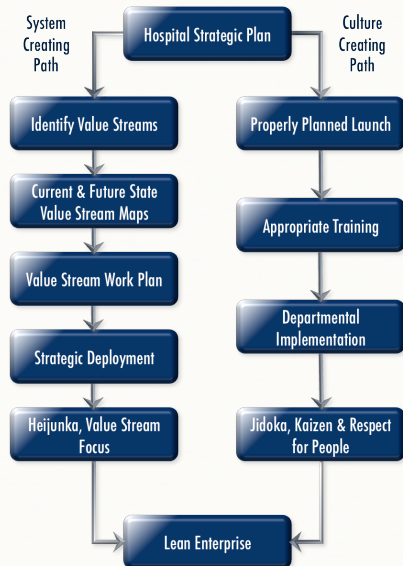 System
Creating
Path
Hospital Strategic Plan
Culture
Creating
Path
Identify Value Streams
Properly Planned Launch
Current & Future State
Value Stream Maps
Appropriate Training
Value Stream Work Plan
Departmental
Implementation
Strategic Deployment
Heijunka, Value Stream
Focus
Jidoka, Kaizen & Respect
for People
Lean Enterprise